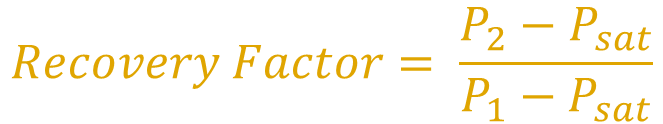 Recovery Factor = (P₂ − Pₛₐₜ) / (P₁ − Pₛₐₜ)